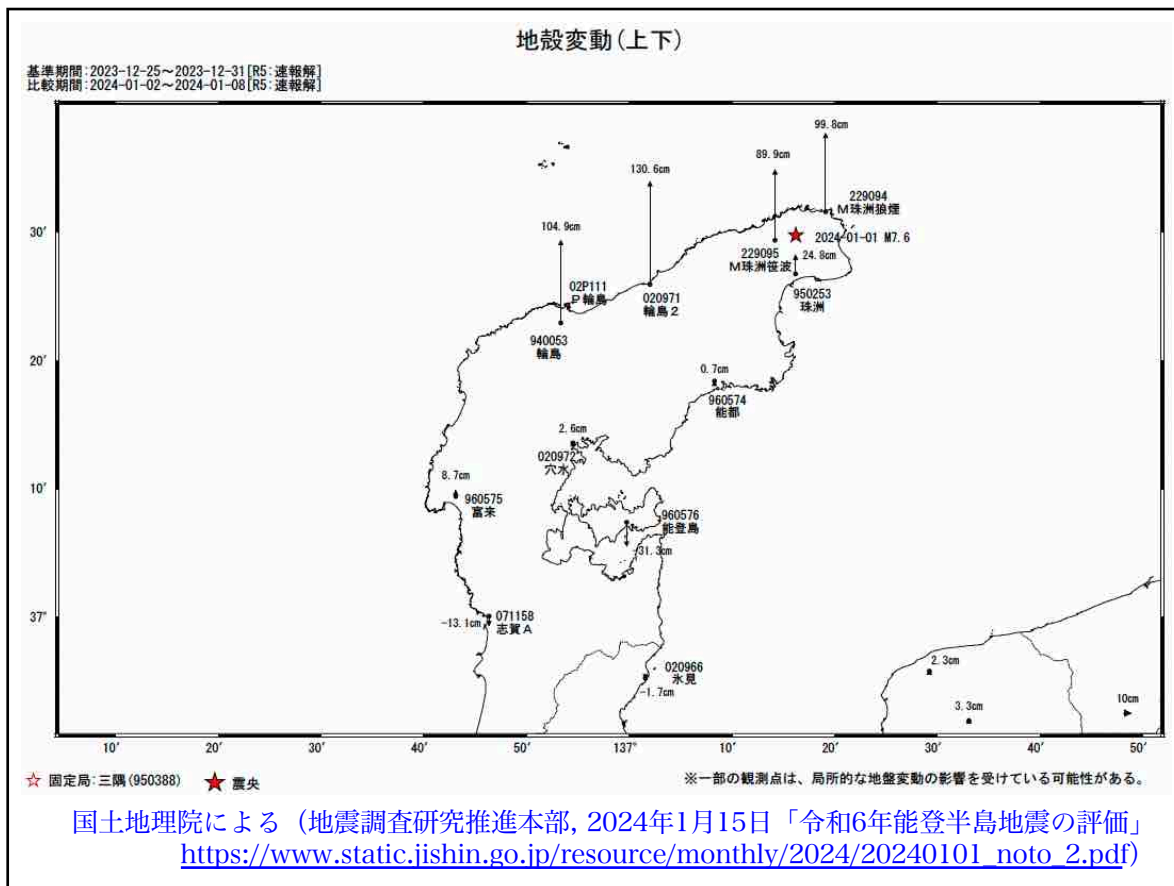 地殻変動(上下)
基準期間:2023-12-25~2023-12-31[R5:速報解]
比較期間:2024-01-02~2024-01-08[R5:速報解]
99.8cm
89.9cm
130.6cm
229094
M珠洲狼煙
104.9cm
30′
2024-01-01 M7.6
229095
M珠洲笹波
24.8cm
02P111
P輪島
020971
輪島2
950253
珠洲
940053
輪島
20′
0.7cm
960574
能都
2.6cm
020972
穴水
8.7cm
10′
960575
富来
960576
能登島
-31.3cm
37°
071158
志賀A
-13.1cm
020966
氷見
-1.7cm
2.3cm
3.3cm
10cm
10′ 20′ 30′ 40′ 50′ 137° 10′ 20′ 30′ 40′ 50′
☆ 固定局:三隅(950388) ★ 震央
※一部の観測点は、局所的な地盤変動の影響を受けている可能性がある。
国土地理院による(地震調査研究推進本部, 2024年1月15日「令和6年能登半島地震の評価」
https://www.static.jishin.go.jp/resource/monthly/2024/20240101_noto_2.pdf)